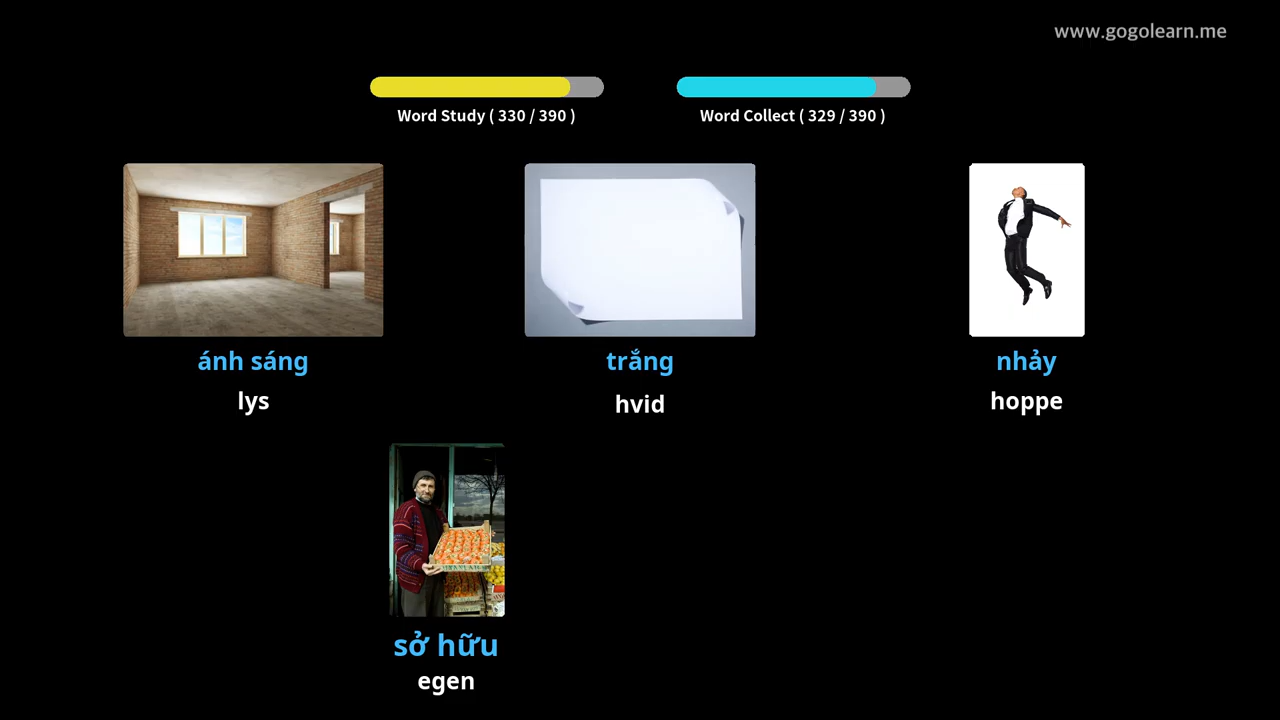 www.gogolearn.me
Word Study ( 330 / 390 )
Word Collect ( 329 / 390 )
ánh sáng
lys
trắng
hvid
nhảy
hoppe
sở hữu
egen